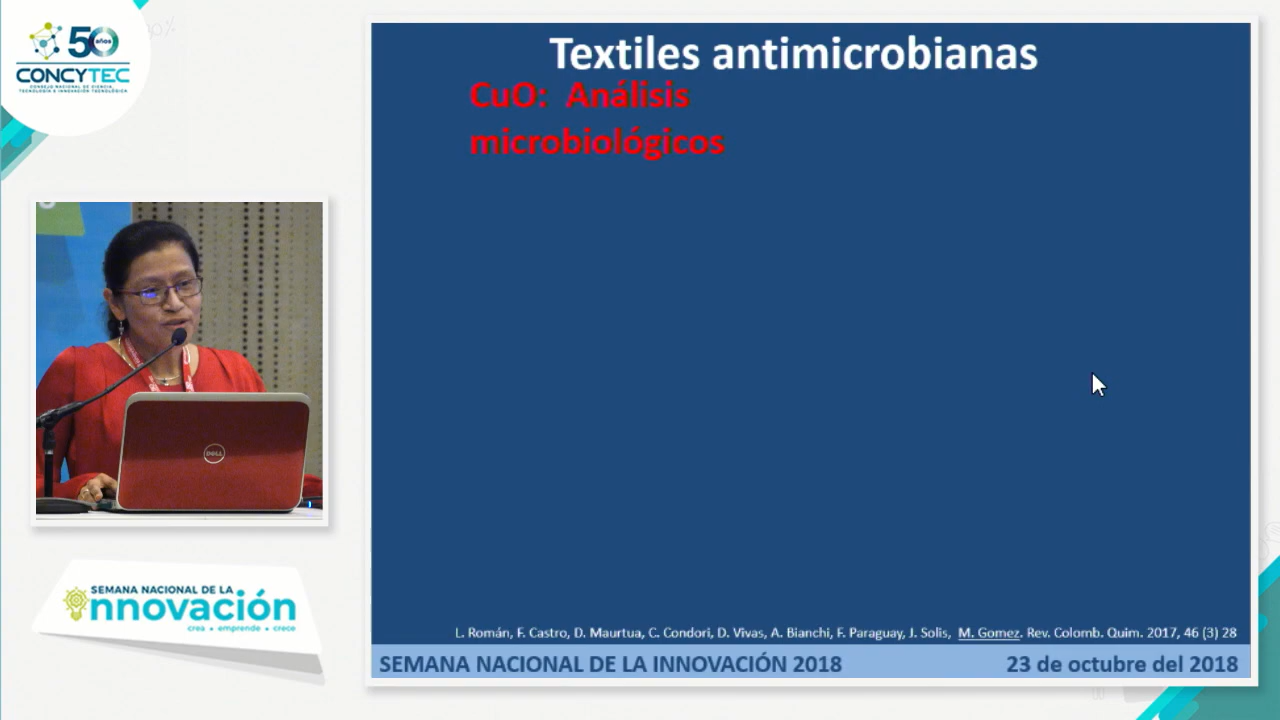 50 años
CONCYTEC
CONSEJO NACIONAL DE CIENCIA,
TECNOLOGÍA E INNOVACIÓN TECNOLÓGICA
Textiles antimicrobianas
CuO: Análisis
microbiológicos
DELL
SEMANA NACIONAL DE LA
innovación
crea • emprende • crece
L. Román, F. Castro, D. Maurtua, C. Condori, D. Vivas, A. Bianchi, F. Paraguay, J. Solis, M. Gomez. Rev. Colomb. Quim. 2017, 46 (3) 28
SEMANA NACIONAL DE LA INNOVACIÓN 2018 23 de octubre del 2018